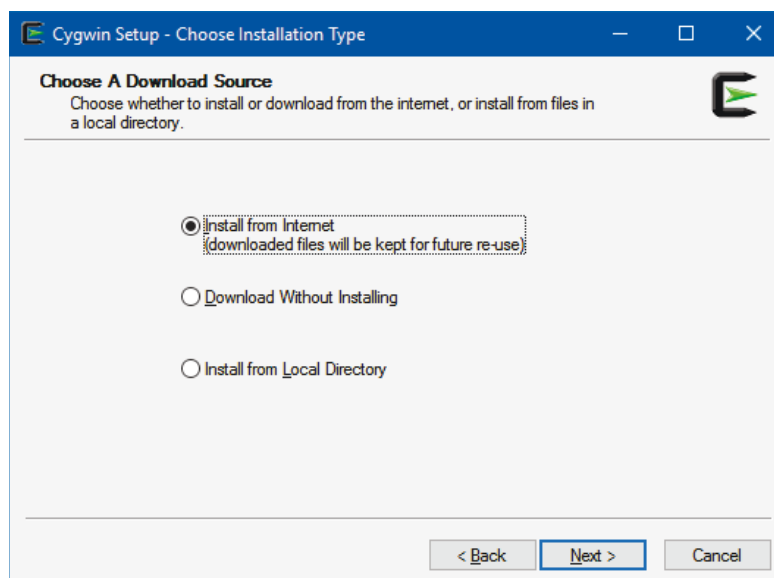 Cygwin Setup - Choose Installation Type
Choose A Download Source
Choose whether to install or download from the internet, or install from files in
a local directory.
Install from Internet
(downloaded files will be kept for future re-use)
Download Without Installing
Install from Local Directory
< Back
Next >
Cancel